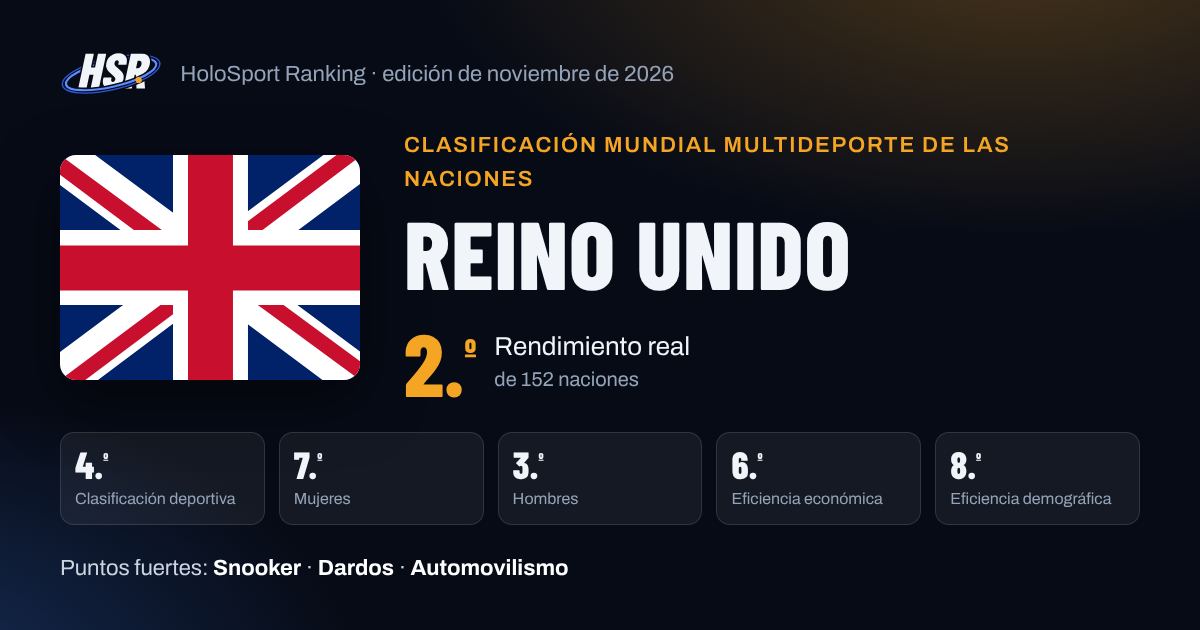 HSR HoloSport Ranking · edición de noviembre de 2026
CLASIFICACIÓN MUNDIAL MULTIDEPORTE DE LAS
NACIONES
REINO UNIDO
2.º Rendimiento real
de 152 naciones
4.º
Clasificación deportiva
7.º
Mujeres
3.º
Hombres
6.º
Eficiencia económica
8.º
Eficiencia demográfica
Puntos fuertes: Snooker · Dardos · Automovilismo